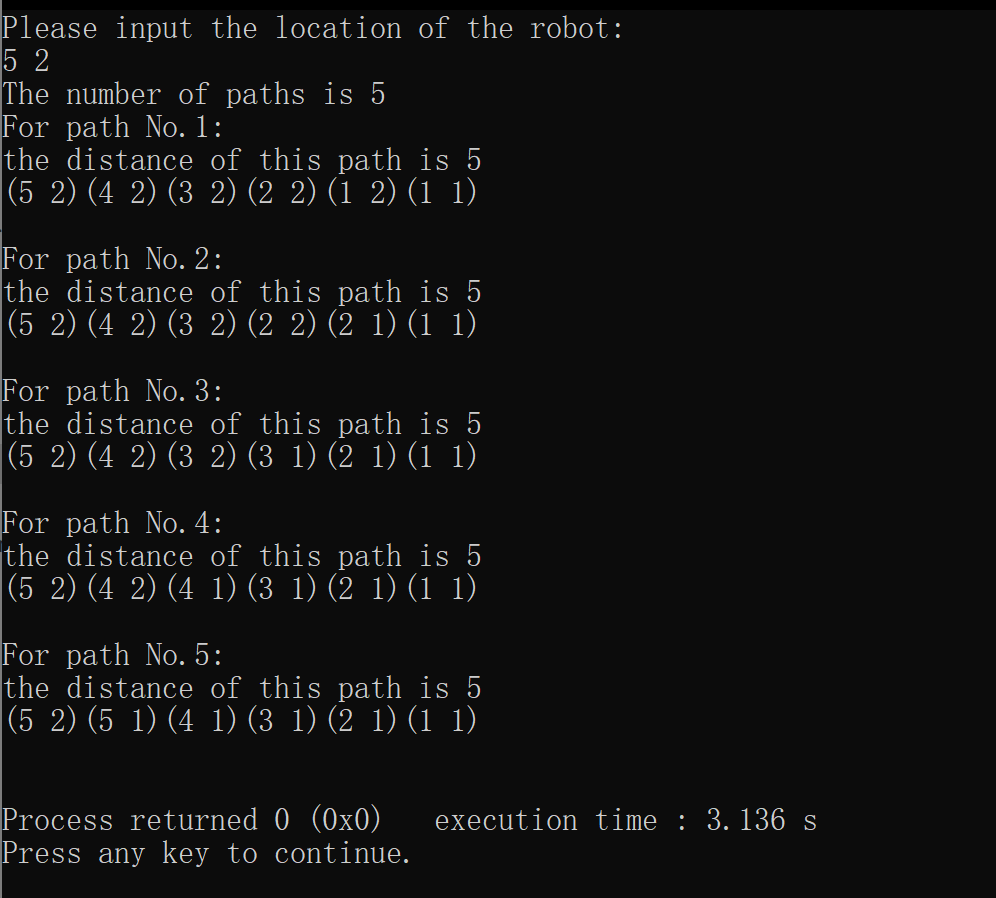 Please input the location of the robot:
5 2
The number of paths is 5
For path No.1:
the distance of this path is 5
(5 2)(4 2)(3 2)(2 2)(1 2)(1 1)
For path No.2:
the distance of this path is 5
(5 2)(4 2)(3 2)(2 2)(2 1)(1 1)
For path No.3:
the distance of this path is 5
(5 2)(4 2)(3 2)(3 1)(2 1)(1 1)
For path No.4:
the distance of this path is 5
(5 2)(4 2)(4 1)(3 1)(2 1)(1 1)
For path No.5:
the distance of this path is 5
(5 2)(5 1)(4 1)(3 1)(2 1)(1 1)
Process returned 0 (0x0)   execution time : 3.136 s
Press any key to continue.